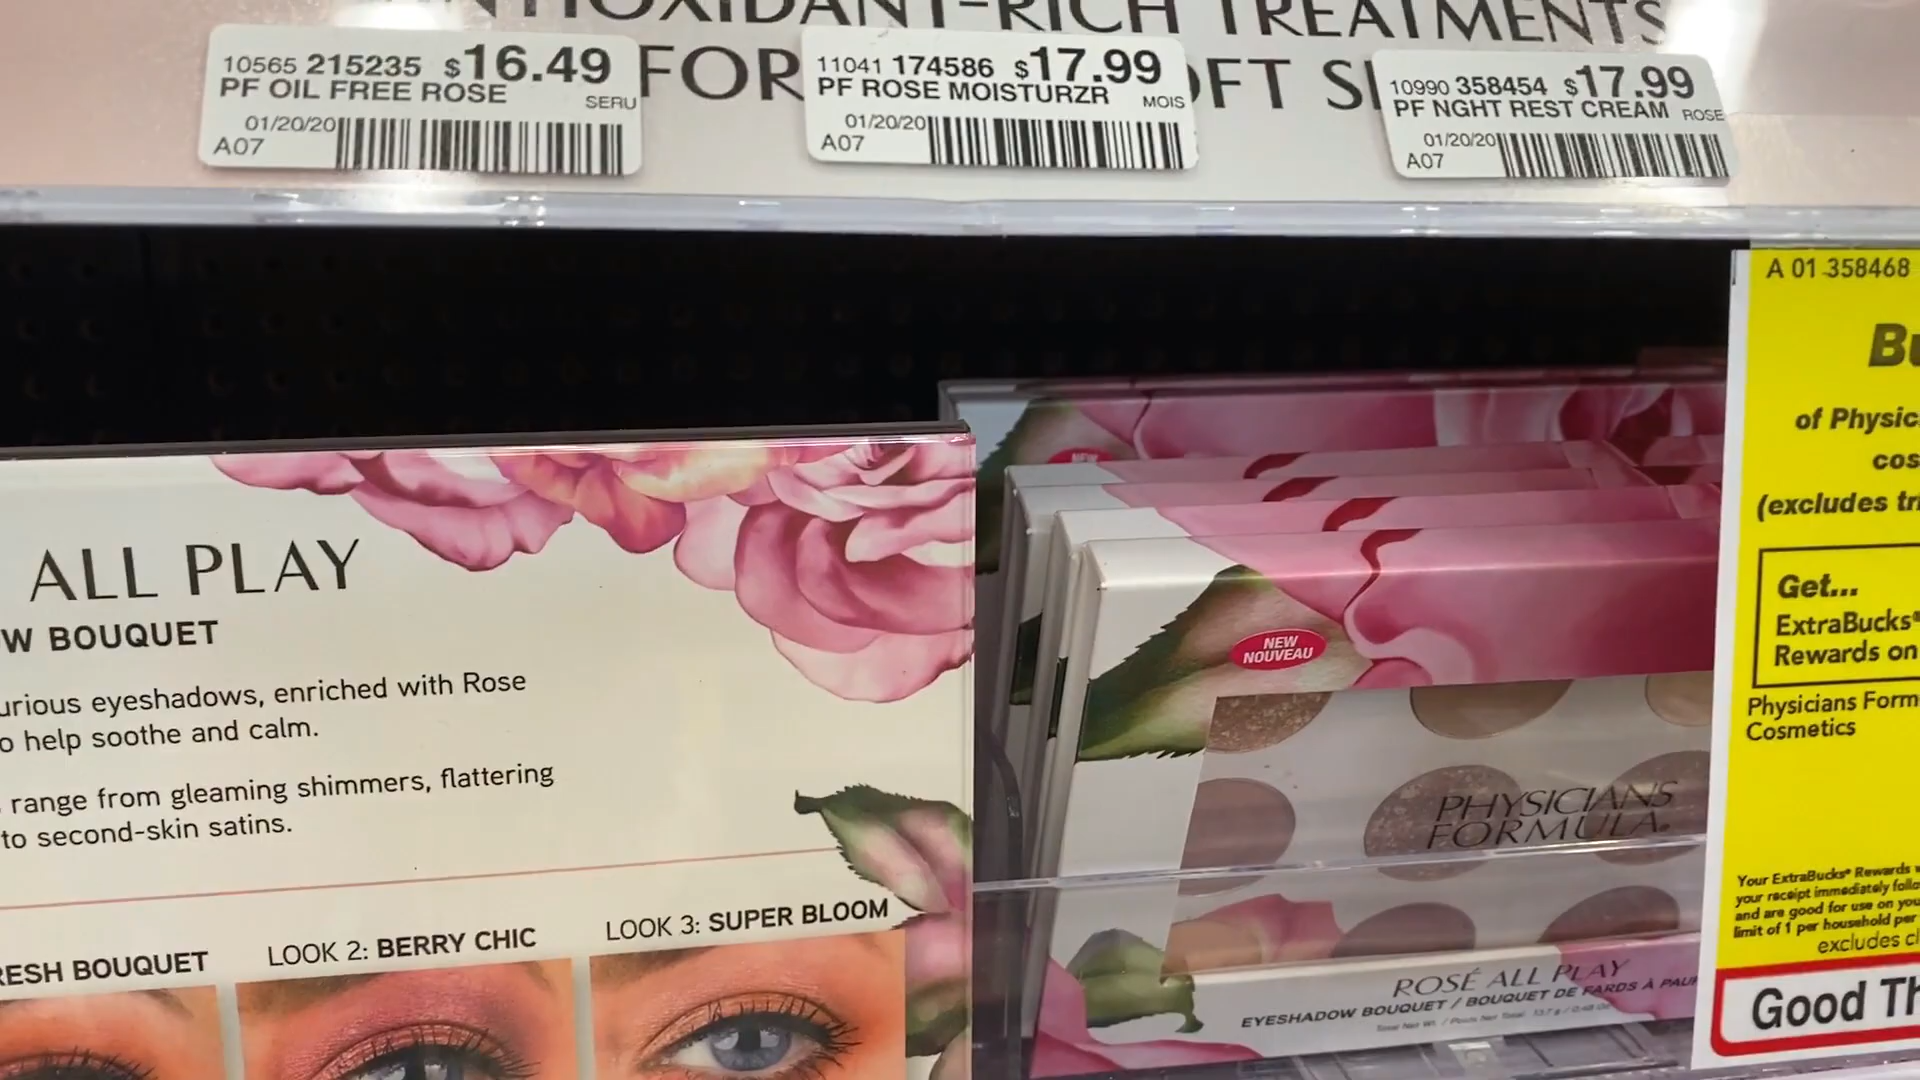 ANTIOXIDANT-RICH TREATMENTS
10565 215235 $16.49
PF OIL FREE ROSE SERU
01/20/20
A07
FOR
11041 174586 $17.99
PF ROSE MOISTURZR MOIS
01/20/20
A07
10990 358454 $17.99
PF NGHT REST CREAM ROSE
01/20/20
A07
ALL PLAY
W BOUQUET
urious eyeshadows, enriched with Rose
o help soothe and calm.
range from gleaming shimmers, flattering
to second-skin satins.
RESH BOUQUET
LOOK 2: BERRY CHIC
LOOK 3: SUPER BLOOM
NEW
NEW
NOUVEAU
PHYSICIANS
FORMULA®
ROSÉ ALL PLAY
EYESHADOW BOUQUET / BOUQUET DE FARDS À PAUP
A 01 358468
Bu
of Physic
cos
(excludes tr
Get...
ExtraBucks®
Rewards on
Physicians Form
Cosmetics
Your ExtraBucks® Rewards
your receipt immediately follo
and are good for use on you
limit of 1 per household per
excludes cl
Good Th